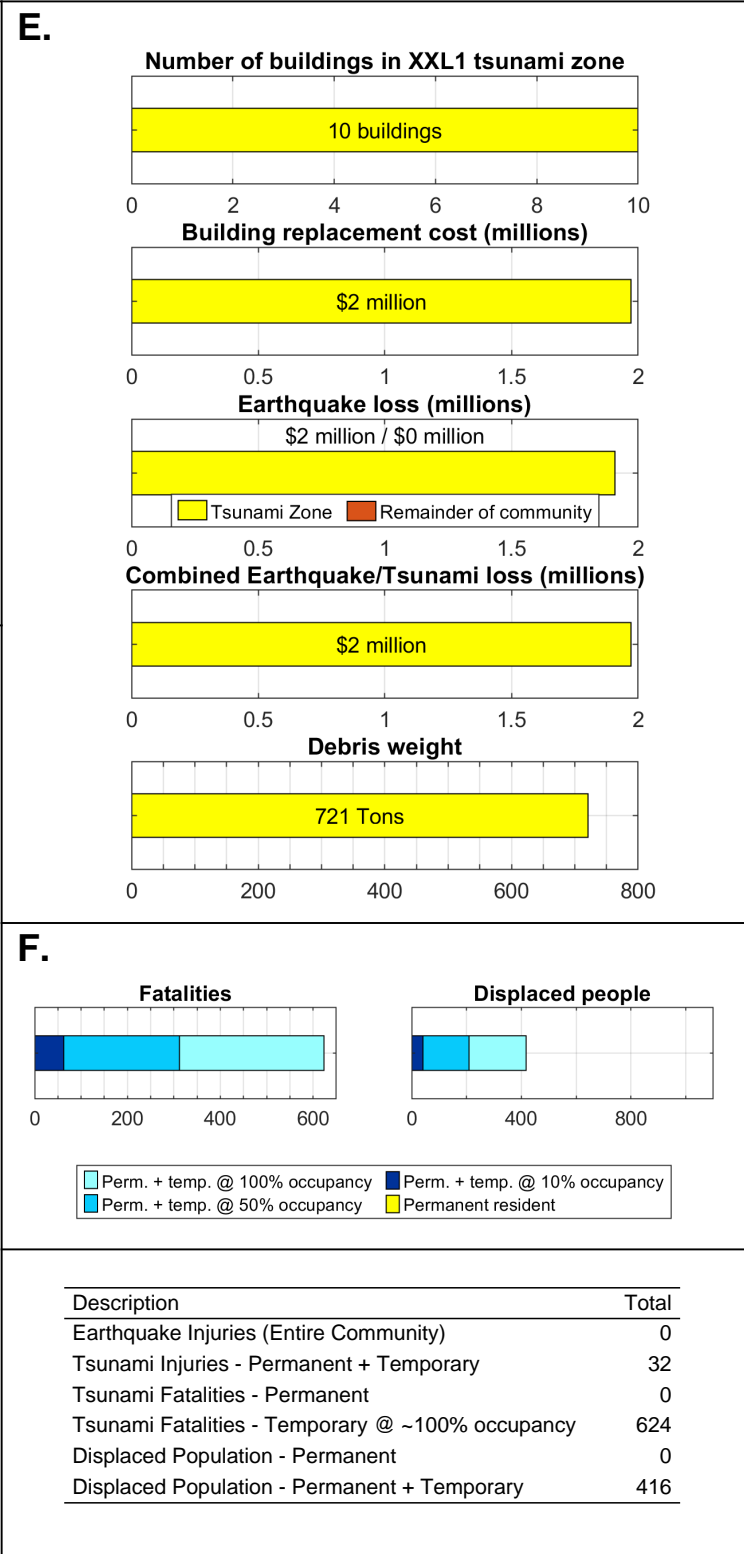 E.
Number of buildings in XXL1 tsunami zone
10 buildings
0 2 4 6 8 10
Building replacement cost (millions)
$2 million
0 0.5 1 1.5 2
Earthquake loss (millions)
$2 million / $0 million
Tsunami Zone Remainder of community
0 0.5 1 1.5 2
Combined Earthquake/Tsunami loss (millions)
$2 million
0 0.5 1 1.5 2
Debris weight
721 Tons
0 200 400 600 800
F.
Fatalities Displaced people
0 200 400 600 0 400 800
Perm. + temp. @ 100% occupancy Perm. + temp. @ 10% occupancy
Perm. + temp. @ 50% occupancy Permanent resident
Description Total
Earthquake Injuries (Entire Community) 0
Tsunami Injuries - Permanent + Temporary 32
Tsunami Fatalities - Permanent 0
Tsunami Fatalities - Temporary @ ~100% occupancy 624
Displaced Population - Permanent 0
Displaced Population - Permanent + Temporary 416